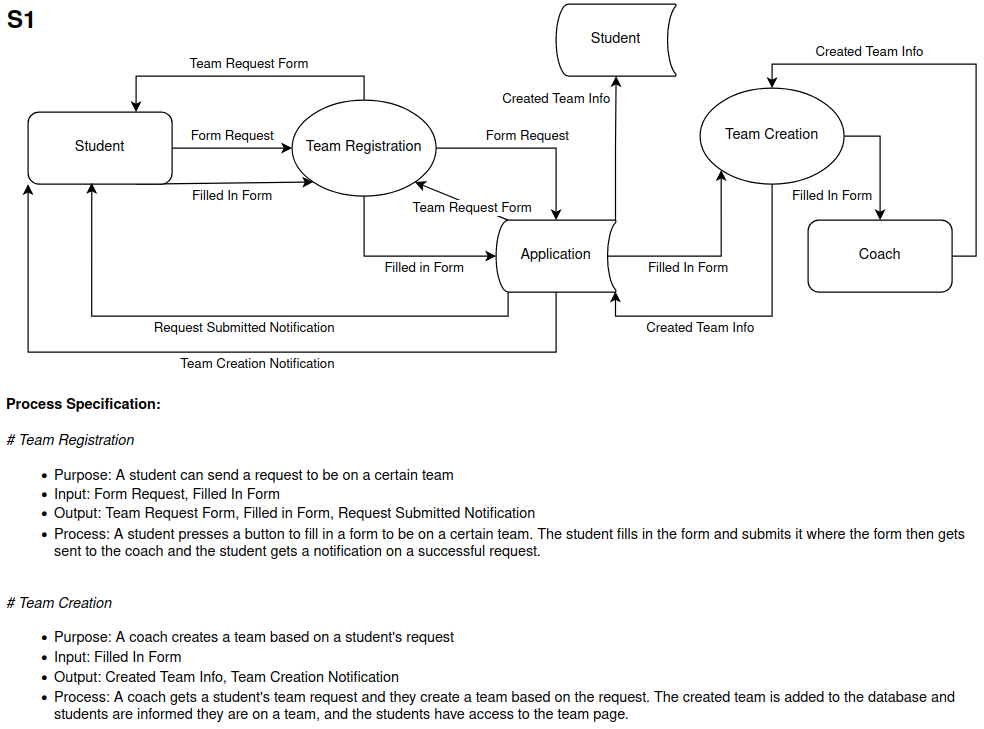 S1
Student
Created Team Info
Team Request Form
Created Team Info
Form Request
Form Request
Team Creation
Student
Team Registration
Filled In Form
Team Request Form
Filled In Form
Application
Coach
Filled in Form
Filled In Form
Request Submitted Notification
Created Team Info
Team Creation Notification
Process Specification:
# Team Registration
• Purpose: A student can send a request to be on a certain team
• Input: Form Request, Filled In Form
• Output: Team Request Form, Filled in Form, Request Submitted Notification
• Process: A student presses a button to fill in a form to be on a certain team. The student fills in the form and submits it where the form then gets
sent to the coach and the student gets a notification on a successful request.
# Team Creation
• Purpose: A coach creates a team based on a student's request
• Input: Filled In Form
• Output: Created Team Info, Team Creation Notification
• Process: A coach gets a student's team request and they create a team based on the request. The created team is added to the database and
students are informed they are on a team, and the students have access to the team page.